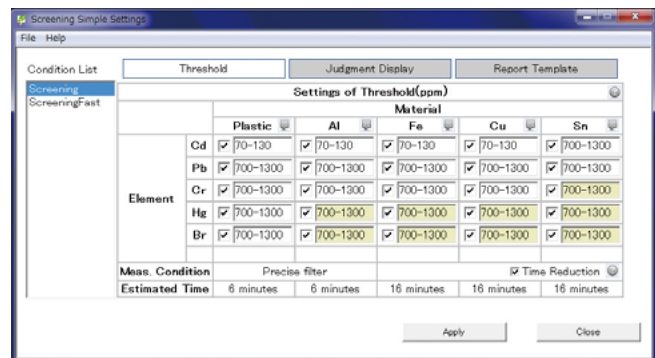 Screening Simple Settings
File Help
Condition List Threshold Judgment Display Report Template
Screening
ScreeningFast
Settings of Threshold(ppm)
Material
Plastic Al Fe Cu Sn
Element
Cd 70-130 70-130 70-130 70-130 700-1300
Pb 700-1300 700-1300 700-1300 700-1300 700-1300
Cr 700-1300 700-1300 700-1300 700-1300 700-1300
Hg 700-1300 700-1300 700-1300 700-1300 700-1300
Br 700-1300 700-1300 700-1300 700-1300 700-1300
Meas. Condition Precise filter Time Reduction
Estimated Time 6 minutes 6 minutes 16 minutes 16 minutes 16 minutes
Apply Close